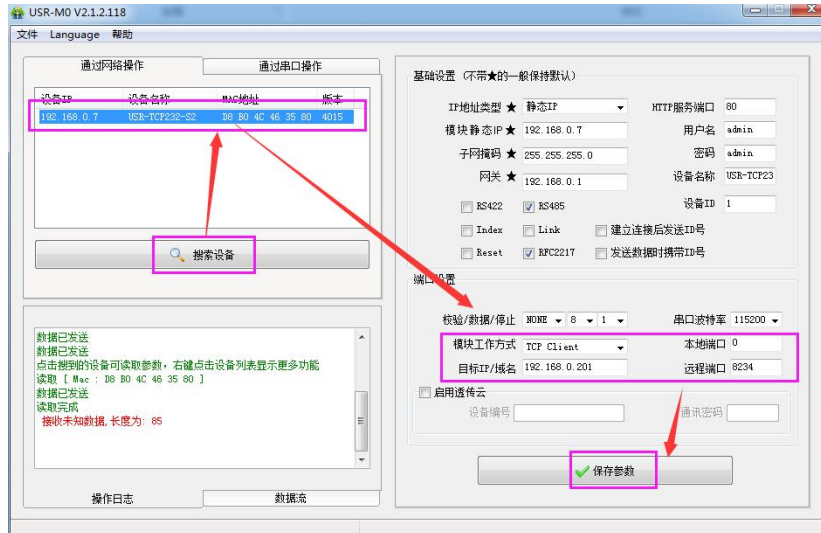 USR-M0 V2.1.2.118
文件 Language 帮助
通过网络操作 通过串口操作
设备IP 设备名称 MAC地址 版本
192.168.0.7 USR-TCP232-S2 D8 B0 4C 46 35 80 4015
搜索设备
数据已发送
数据已发送
点击搜到的设备可读取参数，右键点击设备列表显示更多功能
读取 [ Mac : D8 B0 4C 46 35 80 ]
数据已发送
读取完成
接收未知数据,长度为: 85
操作日志 数据流
基础设置 (不带★的一般保持默认)
IP地址类型 ★ 静态IP HTTP服务端口 80
模块静态IP★ 192.168.0.7 用户名 admin
子网掩码 ★ 255.255.255.0 密码 admin
网关 ★ 192.168.0.1 设备名称 USR-TCP23
RS422 RS485 设备ID 1
Index Link 建立连接后发送ID号
Reset RFC2217 发送数据时携带ID号
端口设置
校验/数据/停止 NONE 8 1 串口波特率 115200
模块工作方式 TCP Client 本地端口 0
目标IP/域名 192.168.0.201 远程端口 8234
启用透传云
设备编号 通讯密码
保存参数